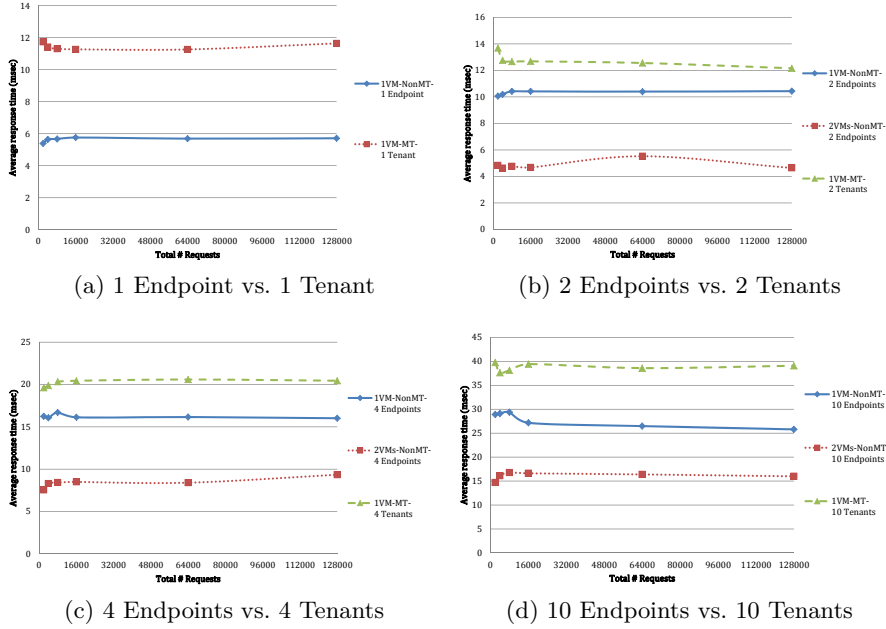 14
12
10
8
6
4
2
0
Average response time (msec)
0 16000 32000 48000 64000 80000 96000 112000 128000
Total # Requests
1VM-NonMT-
1 Endpoint
1VM-MT-
1 Tenant
(a) 1 Endpoint vs. 1 Tenant
16
14
12
10
8
6
4
2
0
Average response time (msec)
0 16000 32000 48000 64000 80000 96000 112000 128000
Total # Requests
1VM-NonMT-
2 Endpoints
2VMs-NonMT-
2 Endpoints
1VM-MT-
2 Tenants
(b) 2 Endpoints vs. 2 Tenants
25
20
15
10
5
0
Average response time (msec)
0 16000 32000 48000 64000 80000 96000 112000 128000
Total # Requests
1VM-NonMT-
4 Endpoints
2VMs-NonMT-
4 Endpoints
1VM-MT-
4 Tenants
(c) 4 Endpoints vs. 4 Tenants
45
40
35
30
25
20
15
10
5
0
Average response time (msec)
0 16000 32000 48000 64000 80000 96000 112000 128000
Total # Requests
1VM-NonMT-
10 Endpoints
2VMs-NonMT
10 Endpoints
1VM-MT-
10 Tenants
(d) 10 Endpoints vs. 10 Tenants